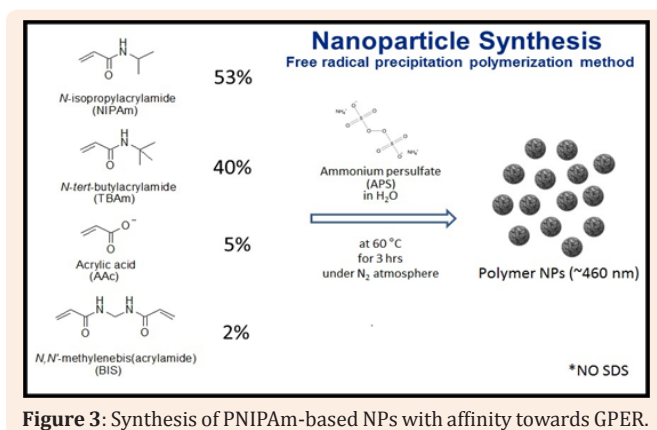 Nanoparticle Synthesis
Free radical precipitation polymerization method
N-isopropylacrylamide
(NIPAm)
53%
N-tert-butylacrylamide
(TBAm)
40%
Acrylic acid
(AAc)
5%
N,N'-methylenebis(acrylamide)
(BIS)
2%
Ammonium persulfate
(APS)
in H₂O
at 60 °C
for 3 hrs
under N₂ atmosphere
Polymer NPs (~460 nm)
*NO SDS
Figure 3: Synthesis of PNIPAm-based NPs with affinity towards GPER.